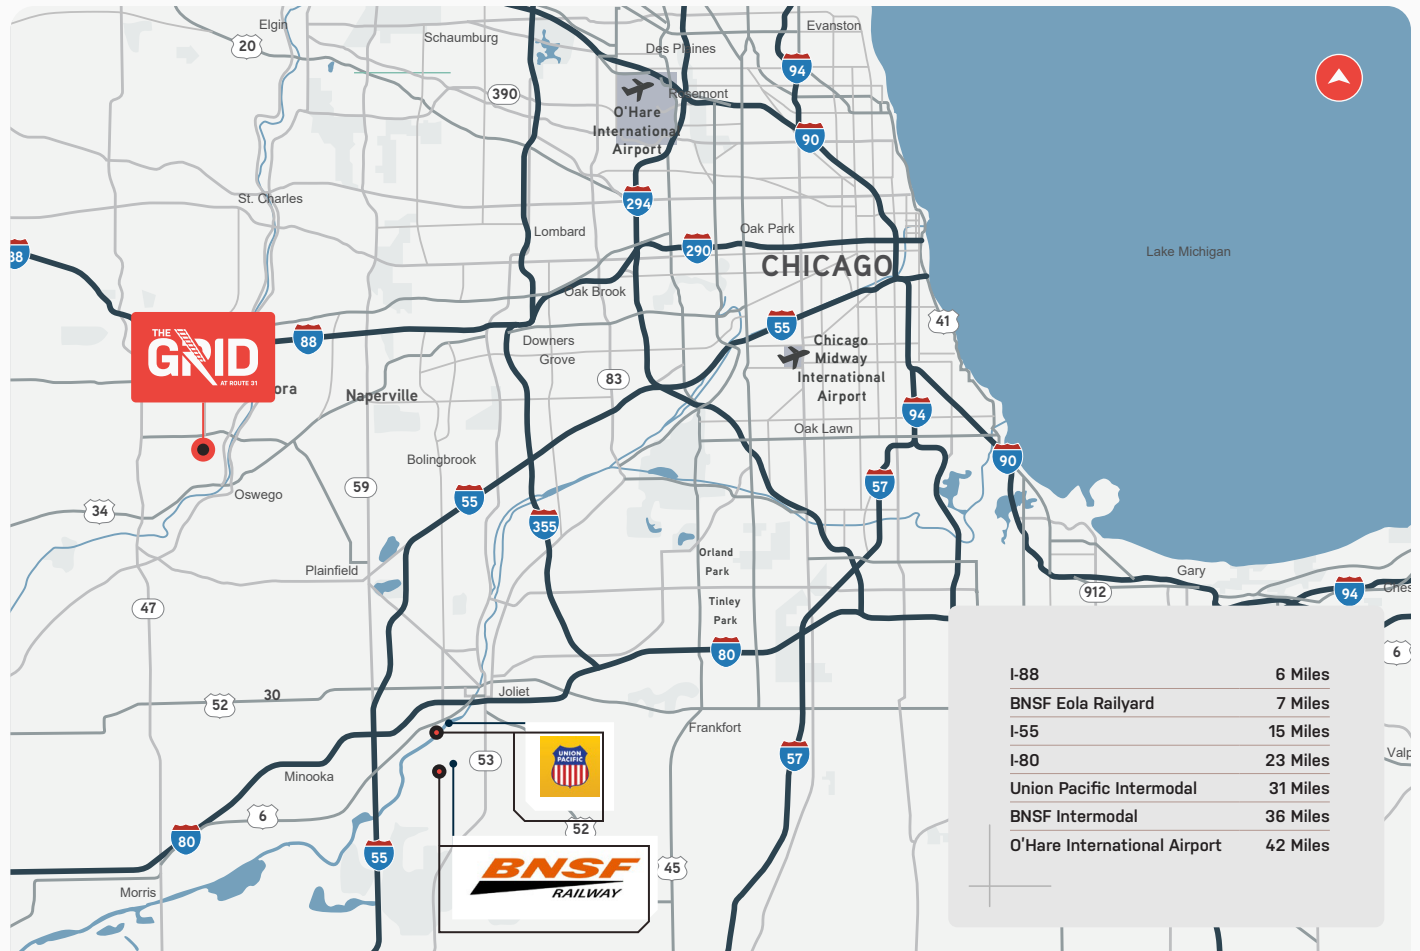 Elgin
20
Schaumburg
Des Plaines
Evanston
94
390
Rosemont
O'Hare
International
Airport
90
St. Charles
294
Lombard
290
Oak Park
CHICAGO
Lake Michigan
88
Oak Brook
55
41
THE
GRID
AT ROUTE 31
88
Downers
Grove
Chicago
Midway
International
Airport
83
ora
Naperville
94
Oak Lawn
90
Bolingbrook
57
59
55
Oswego
34
355
Orland
Park
Plainfield
Gary
912
94
Ches
47
Tinley
Park
80
6
30
52
Joliet
Frankfort
53
UNION
PACIFIC
57
Valp
Minooka
6
52
80
55
45
Morris
BNSF
RAILWAY
I-88 6 Miles
BNSF Eola Railyard 7 Miles
I-55 15 Miles
I-80 23 Miles
Union Pacific Intermodal 31 Miles
BNSF Intermodal 36 Miles
O'Hare International Airport 42 Miles